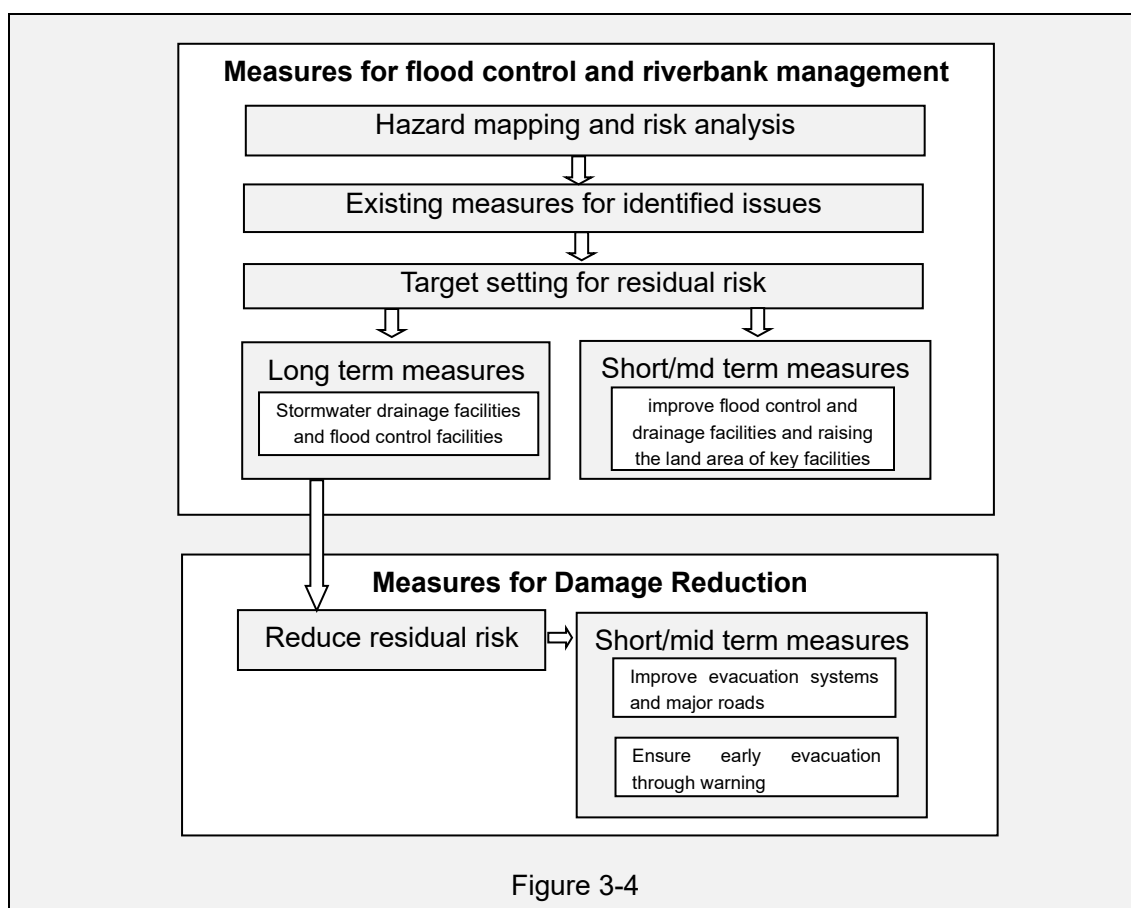 Measures for flood control and riverbank management
Hazard mapping and risk analysis
Existing measures for identified issues
Target setting for residual risk
Long term measures
Stormwater drainage facilities
and flood control facilities
Short/md term measures
improve flood control and
drainage facilities and raising
the land area of key facilities
Measures for Damage Reduction
Reduce residual risk
Short/mid term measures
Improve evacuation systems
and major roads
Ensure early evacuation
through warning
Figure 3-4